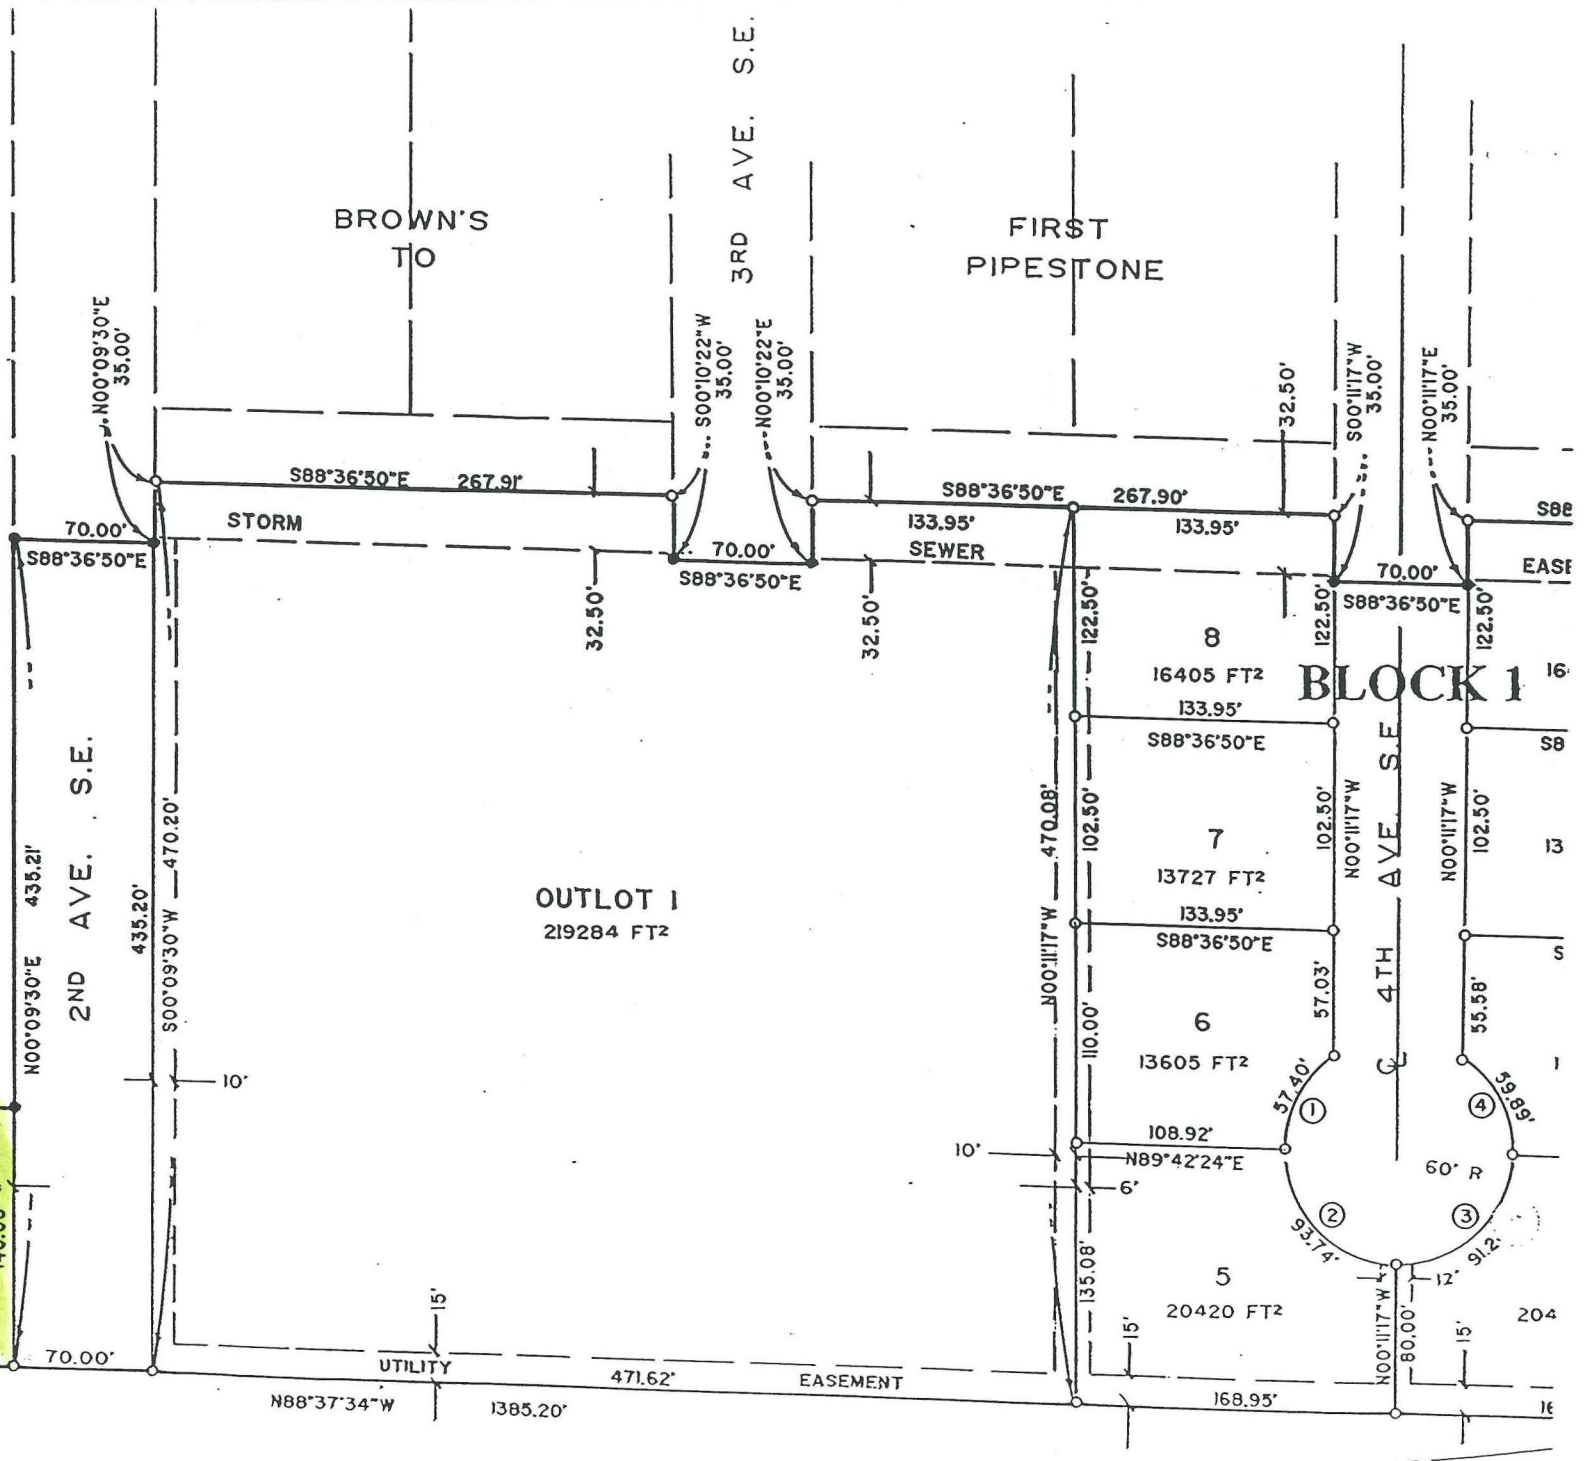 3RD AVE. S.E.
BROWN'S
TO
FIRST
PIPESTONE
N00°09'30"E
35.00'
S00°10'22"W
35.00'
N00°10'22"E
35.00'
32.50'
S00°11'17"W
35.00'
N00°11'17"E
35.00'
S88°36'50"E 267.91'
S88°36'50"E 267.90'
133.95'
133.95'
S88
STORM
SEWER
EASE
70.00'
S88°36'50"E
70.00'
S88°36'50"E
70.00'
S88°36'50"E
32.50'
32.50'
122.50'
122.50'
122.50'
8
16405 FT²
BLOCK 1
16
133.95'
S88°36'50"E
S8
2ND AVE. S.E.
N00°09'30"E 435.21'
435.20'
S00°09'30"W 470.20'
OUTLOT 1
219284 FT²
N00°11'17"W 470.08'
102.50'
7
13727 FT²
102.50'
N00°11'17"W
4TH AVE. S.E
N00°11'17"W
102.50'
13
133.95'
S88°36'50"E
S
110.00'
6
13605 FT²
57.03'
55.58'
1
57.40'
1
4
59.89'
10'
10'
108.92'
N89°42'24"E
6'
60' R
2
93.74'
3
91.2
135.08'
5
20420 FT²
204
12'
N00°11'17"W
80.00'
15'
15'
15'
70.00'
UTILITY
471.62'
EASEMENT
N88°37'34"W
1385.20'
168.95'
16